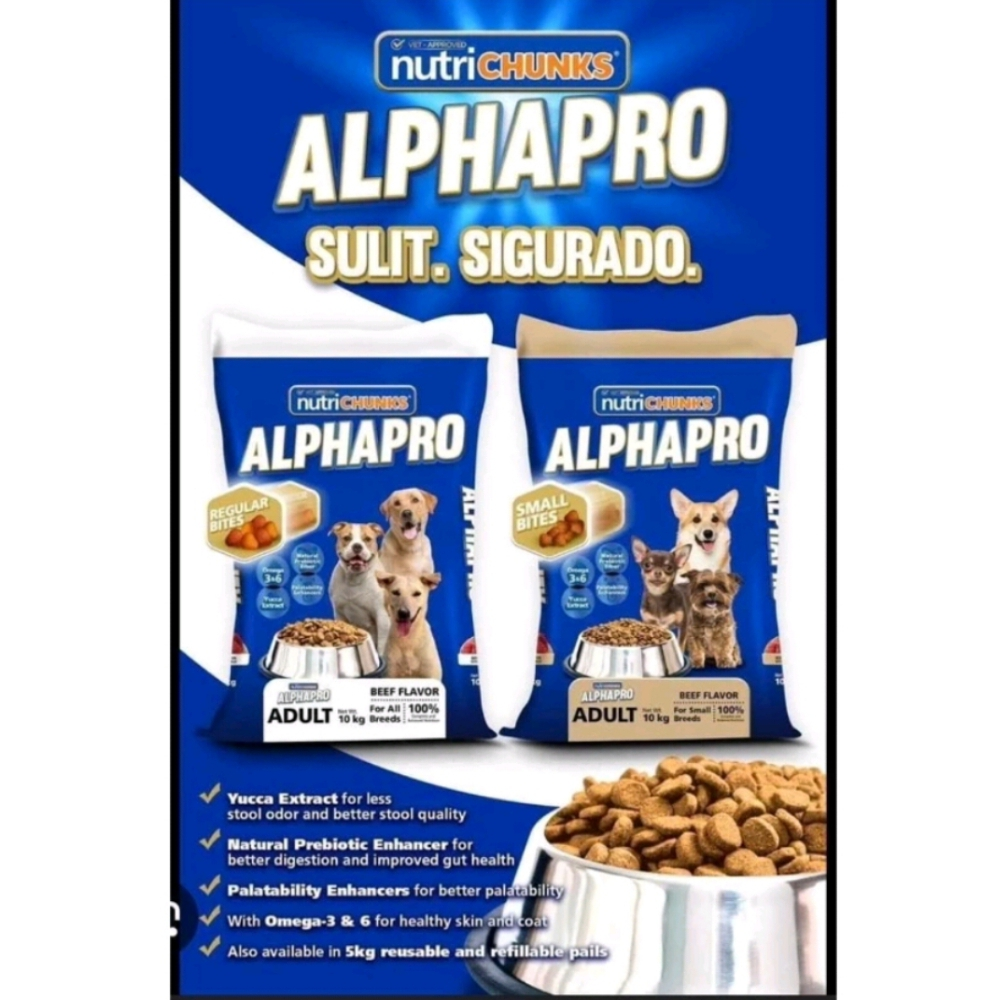 VET - APPROVED
nutriCHUNKS®
ALPHAPRO
SULIT. SIGURADO.
nutriCHUNKS
ALPHAPRO
REGULAR
BITES
Natural
Prebiotic
Omega
3+6
Yucca
Extract
ALPHAPRO
ADULT
10 kg
BEEF FLAVOR
For All
Breeds
100%
nutriCHUNKS
ALPHAPRO
SMALL
BITES
Natural
Prebiotic
Omega
3+6
Yucca
Extract
ALPHAPRO
ADULT
10 kg
BEEF FLAVOR
For Small
Breeds
100%
Yucca Extract for less
stool odor and better stool quality
Natural Prebiotic Enhancer for
better digestion and improved gut health
Palatability Enhancers for better palatability
With Omega-3 & 6 for healthy skin and coat
Also available in 5kg reusable and refillable pails